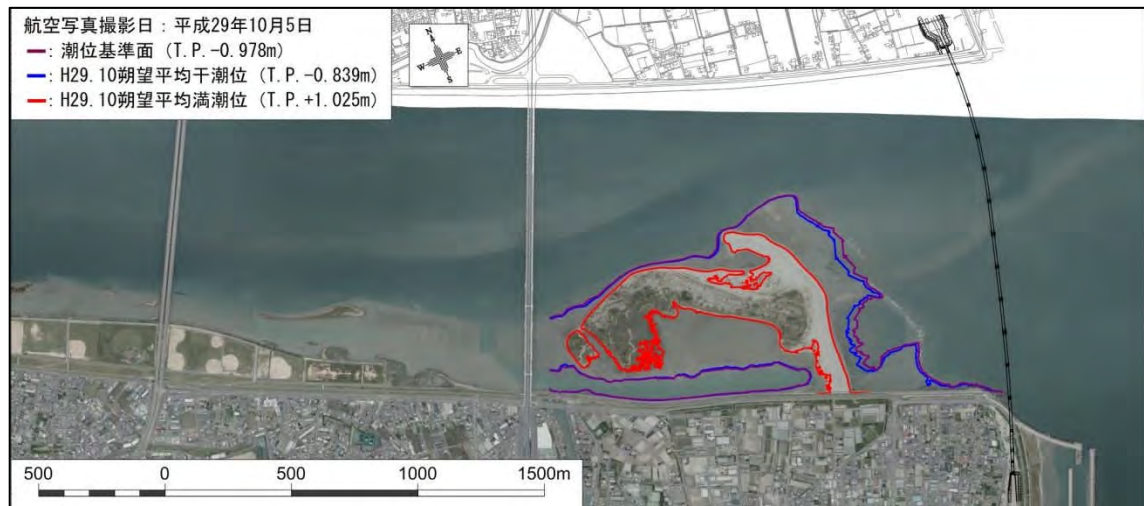 航空写真撮影日：平成29年10月5日
：潮位基準面（T.P.-0.978m）
：H29.10朔望平均干潮位（T.P.-0.839m）
：H29.10朔望平均満潮位（T.P.+1.025m）
N
W E
S
500 0 500 1000 1500m